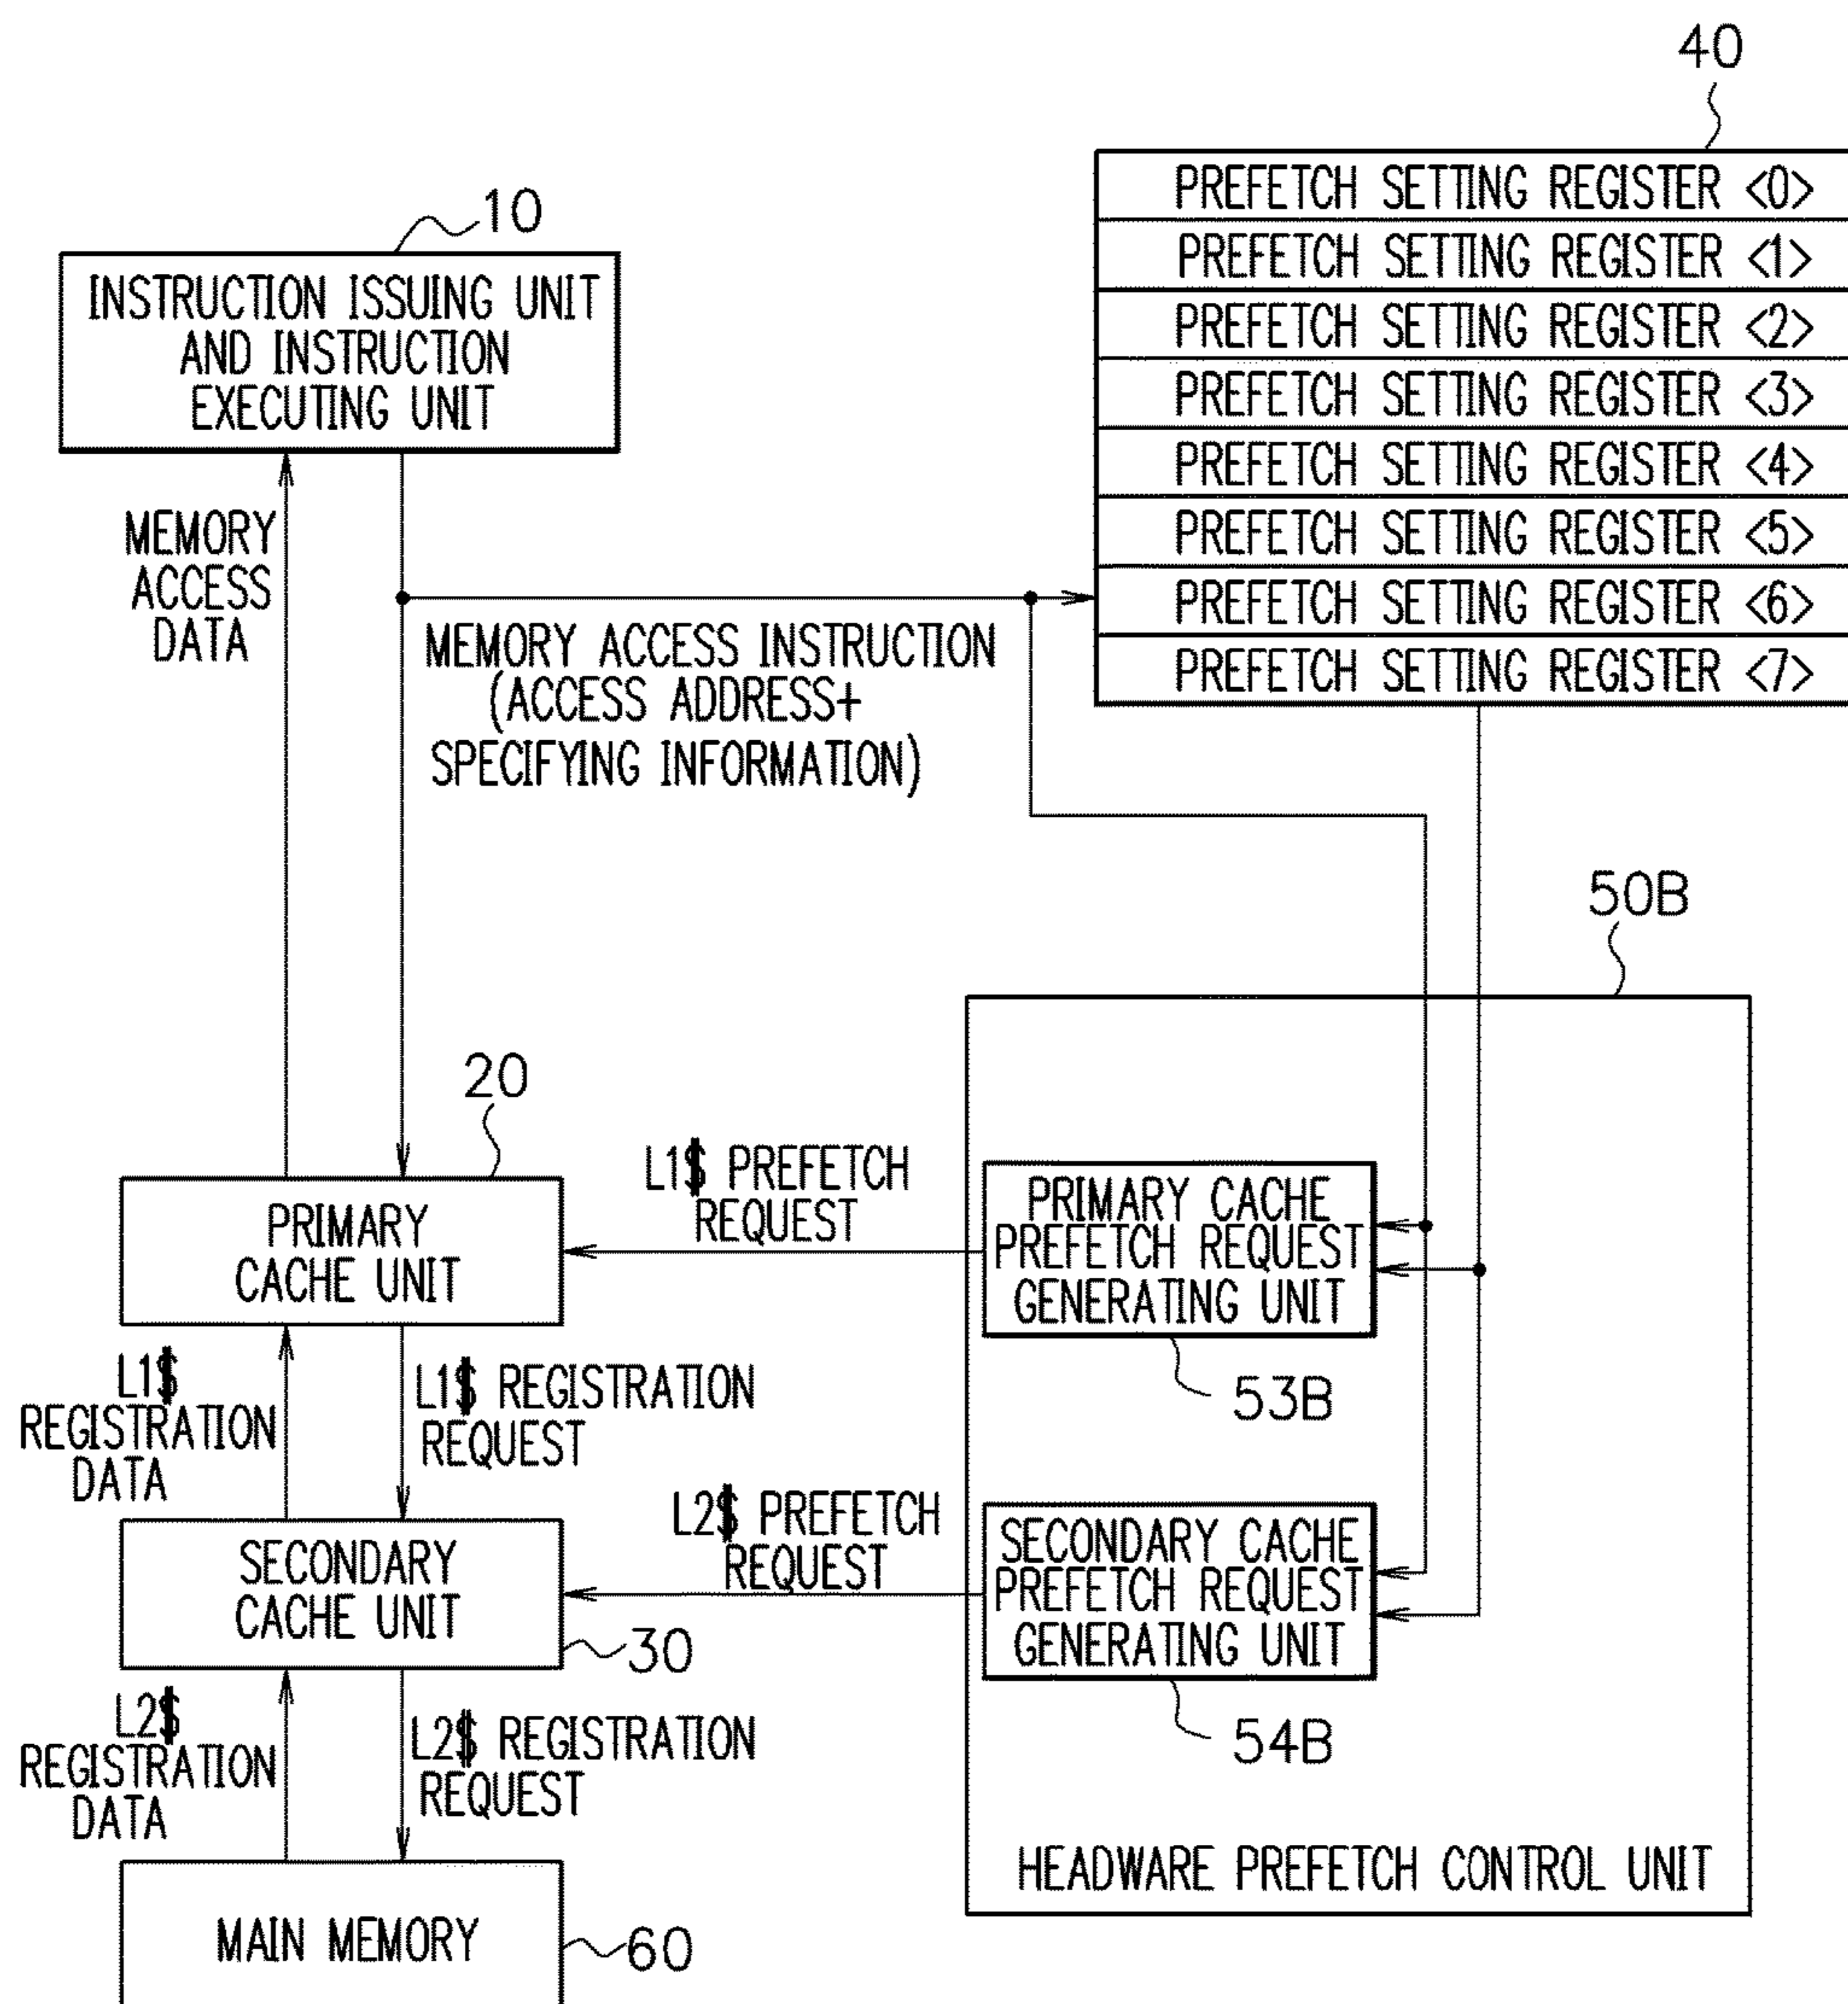 40
PREFETCH SETTING REGISTER <0>
PREFETCH SETTING REGISTER <1>
PREFETCH SETTING REGISTER <2>
PREFETCH SETTING REGISTER <3>
PREFETCH SETTING REGISTER <4>
PREFETCH SETTING REGISTER <5>
PREFETCH SETTING REGISTER <6>
PREFETCH SETTING REGISTER <7>
10
INSTRUCTION ISSUING UNIT
AND INSTRUCTION
EXECUTING UNIT
MEMORY
ACCESS
DATA
MEMORY ACCESS INSTRUCTION
(ACCESS ADDRESS+
SPECIFYING INFORMATION)
50B
20
PRIMARY
CACHE UNIT
L1$ PREFETCH
REQUEST
PRIMARY CACHE
PREFETCH REQUEST
GENERATING UNIT
53B
L1$
REGISTRATION
DATA
L1$ REGISTRATION
REQUEST
SECONDARY
CACHE UNIT
30
L2$ PREFETCH
REQUEST
SECONDARY CACHE
PREFETCH REQUEST
GENERATING UNIT
54B
L2$
REGISTRATION
DATA
L2$ REGISTRATION
REQUEST
HEADWARE PREFETCH CONTROL UNIT
MAIN MEMORY
60